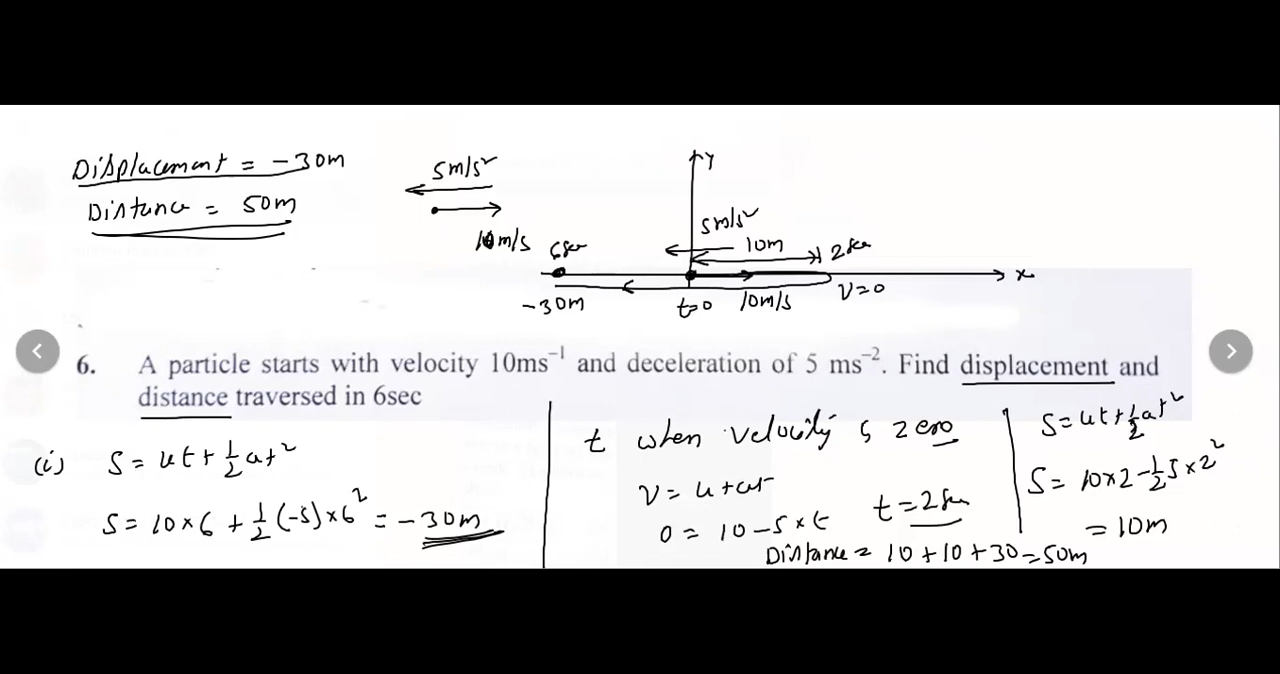 Displacement = -30m
Distance = 50m
5m/s²
10m/s
Y
5m/s²
10m
2sec
6sec
x
-30m
t=0
10m/s
V=0
6. A particle starts with velocity 10ms⁻¹ and deceleration of 5 ms⁻². Find displacement and
distance traversed in 6sec
(i) S = ut + ½ at²
S = 10×6 + ½ (-5)×6² = -30m
t when velocity is zero
V = u+at
0 = 10-5×t
t=2sec
S=ut+½at²
S= 10×2-½5×2²
= 10m
Distance = 10+10+30=50m